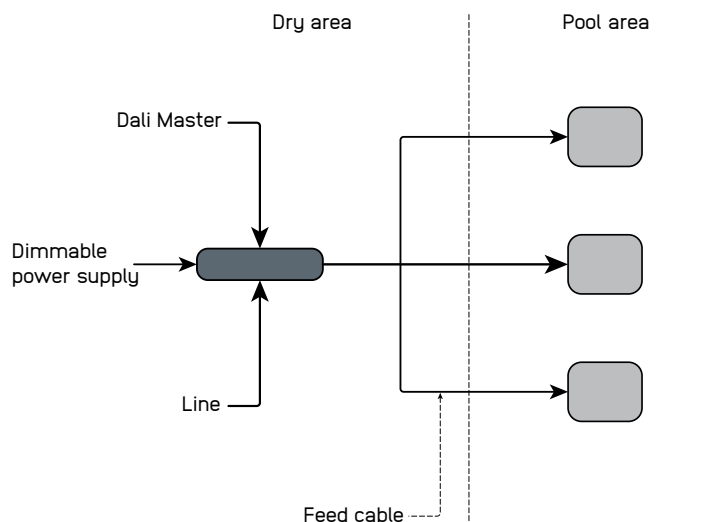 Dry area
Pool area
Dali Master
Dimmable
power supply
Line
Feed cable